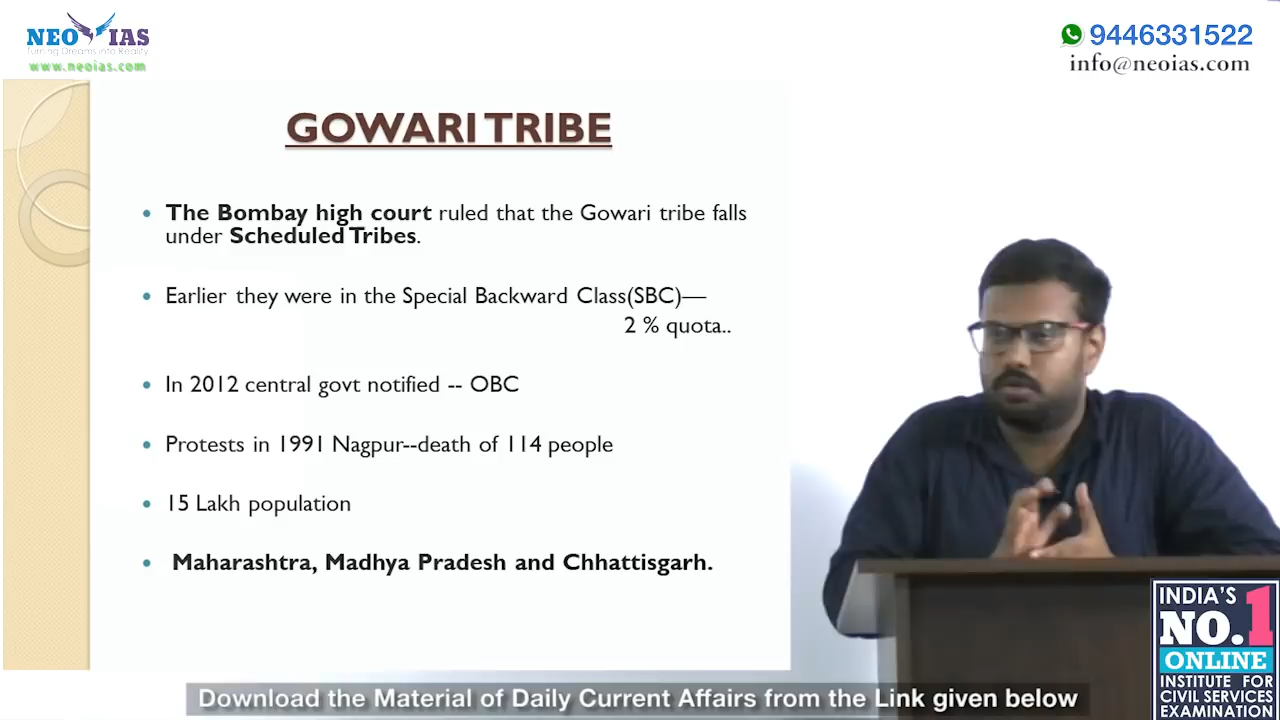 NEO IAS
Turning Dreams into Reality
www.neoias.com
9446331522
info@neoias.com
GOWARI TRIBE
The Bombay high court ruled that the Gowari tribe falls
under Scheduled Tribes.
Earlier they were in the Special Backward Class(SBC)—
2 % quota..
In 2012 central govt notified -- OBC
Protests in 1991 Nagpur--death of 114 people
15 Lakh population
Maharashtra, Madhya Pradesh and Chhattisgarh.
INDIA'S
NO.1
ONLINE
INSTITUTE FOR
CIVIL SERVICES
EXAMINATION
Download the Material of Daily Current Affairs from the Link given below